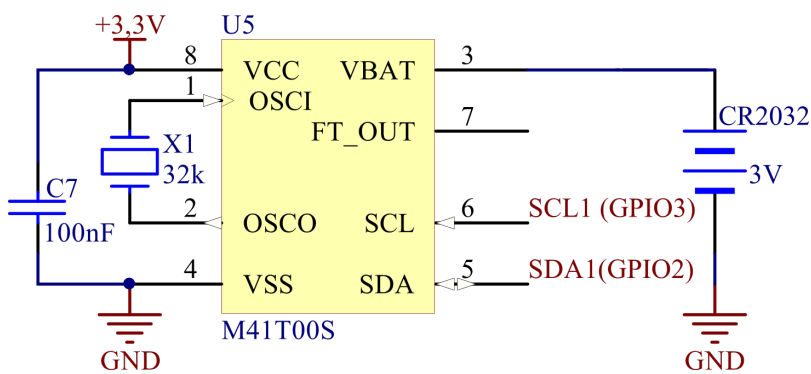 +3,3V
U5
8
VCC
VBAT
3
1
OSCI
CR2032
FT_OUT
7
X1
32k
3V
C7
100nF
2
OSCO
SCL
6
SCL1 (GPIO3)
4
VSS
SDA
5
SDA1(GPIO2)
M41T00S
GND
GND